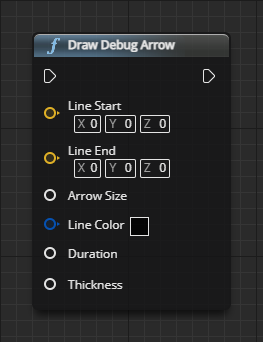 f Draw Debug Arrow
Line Start
X 0 Y 0 Z 0
Line End
X 0 Y 0 Z 0
Arrow Size
Line Color
Duration
Thickness